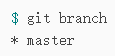 $ git branch
* master